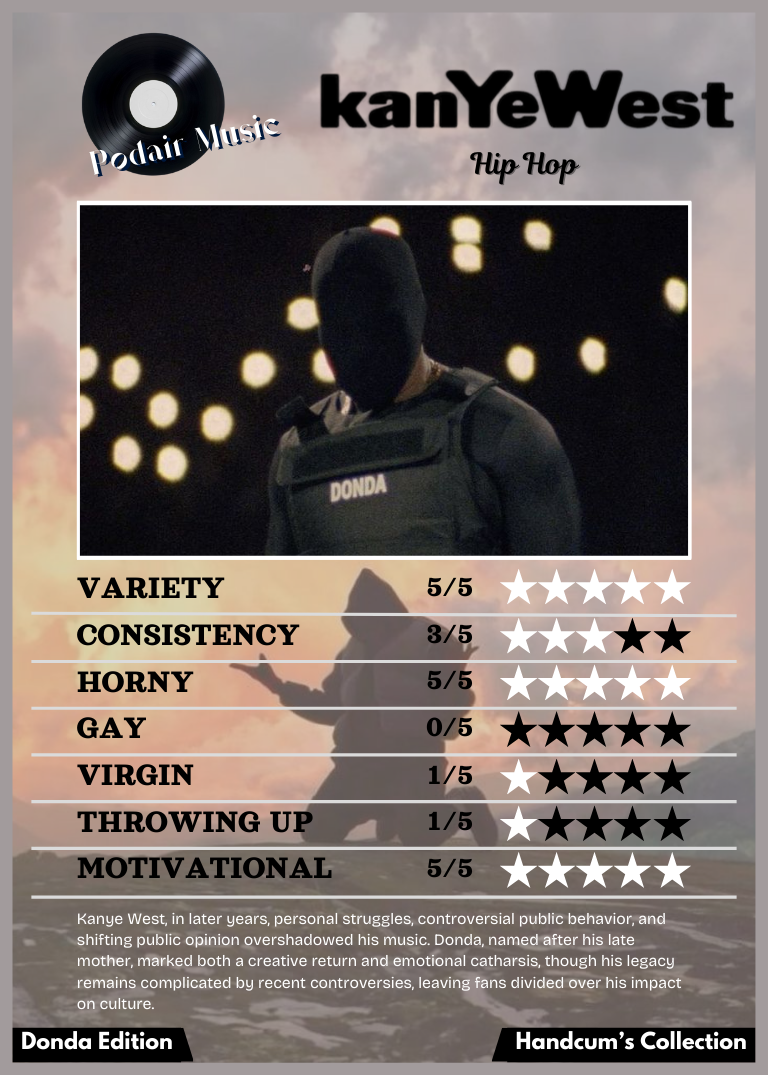 Podair Music
kanYeWest
Hip Hop
DONDA
VARIETY 5/5
CONSISTENCY 3/5
HORNY 5/5
GAY 0/5
VIRGIN 1/5
THROWING UP 1/5
MOTIVATIONAL 5/5
Kanye West, in later years, personal struggles, controversial public behavior, and
shifting public opinion overshadowed his music. Donda, named after his late
mother, marked both a creative return and emotional catharsis, though his legacy
remains complicated by recent controversies, leaving fans divided over his impact
on culture.
Donda Edition
Handcum's Collection